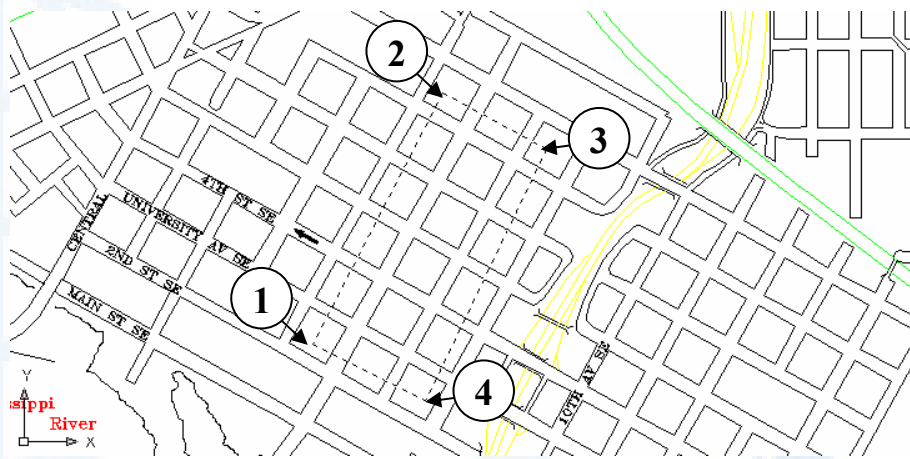 2
3
4TH ST SE
UNIVERSITY AV SE
CENTRAL
2ND ST SE
1
MAIN ST SE
4
10TH AV SE
Y
X
ssippi
River